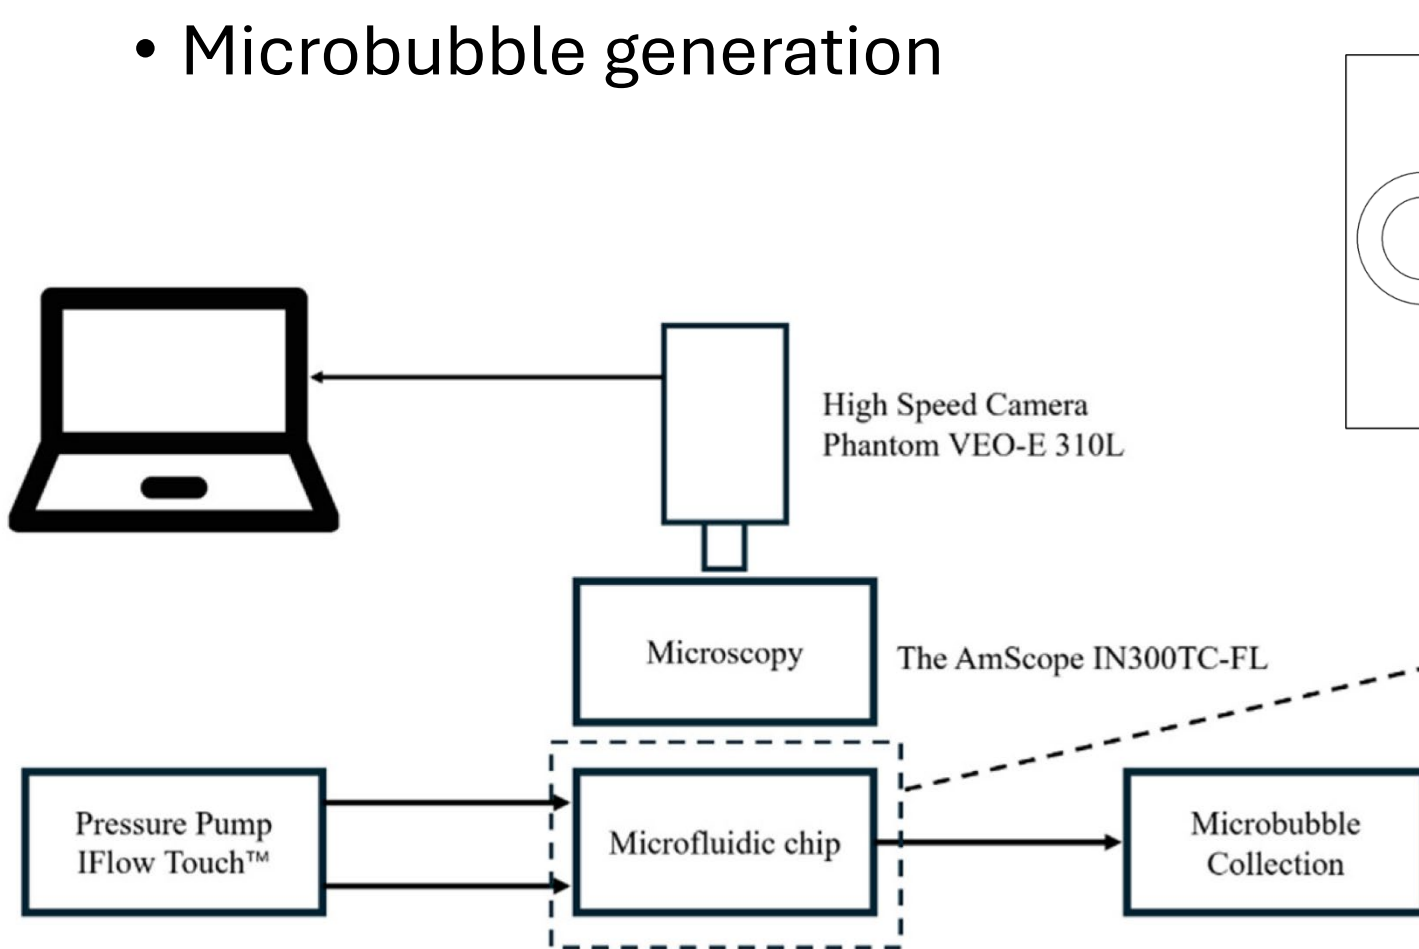 • Microbubble generation
High Speed Camera
Phantom VEO-E 310L
Microscopy
The AmScope IN300TC-FL
Pressure Pump
IFlow Touch™
Microfluidic chip
Microbubble
Collection